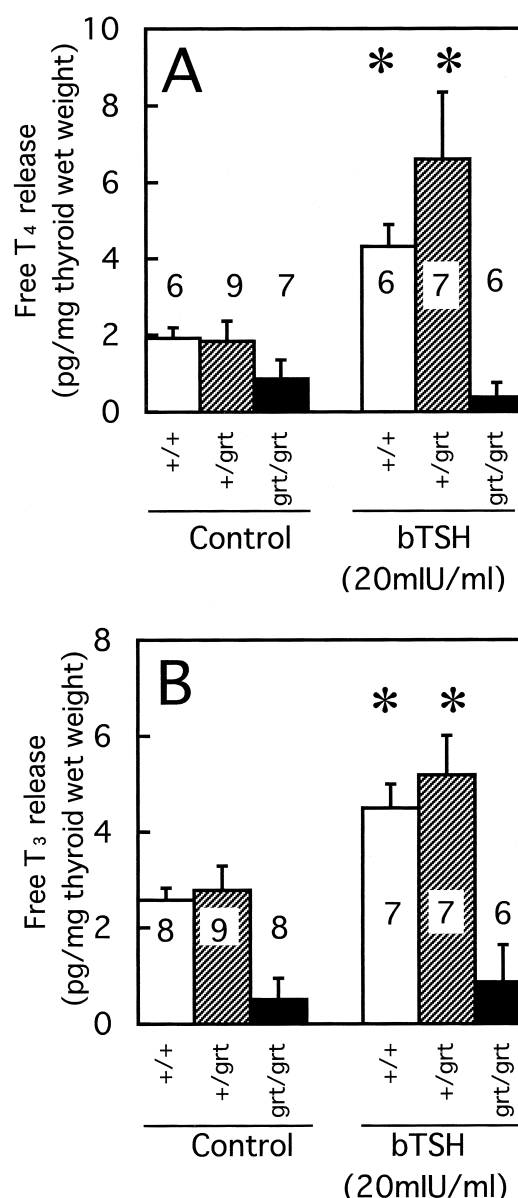 A
Free T4 release
(pg/mg thyroid wet weight)
10
8
6
4
2
0
* *
6 9 7 6 7 6
+/+ +/grt grt/grt +/+ +/grt grt/grt
Control bTSH
(20mIU/ml)
B
Free T3 release
(pg/mg thyroid wet weight)
8
6
4
2
0
* *
8 9 8 7 7 6
+/+ +/grt grt/grt +/+ +/grt grt/grt
Control bTSH
(20mIU/ml)